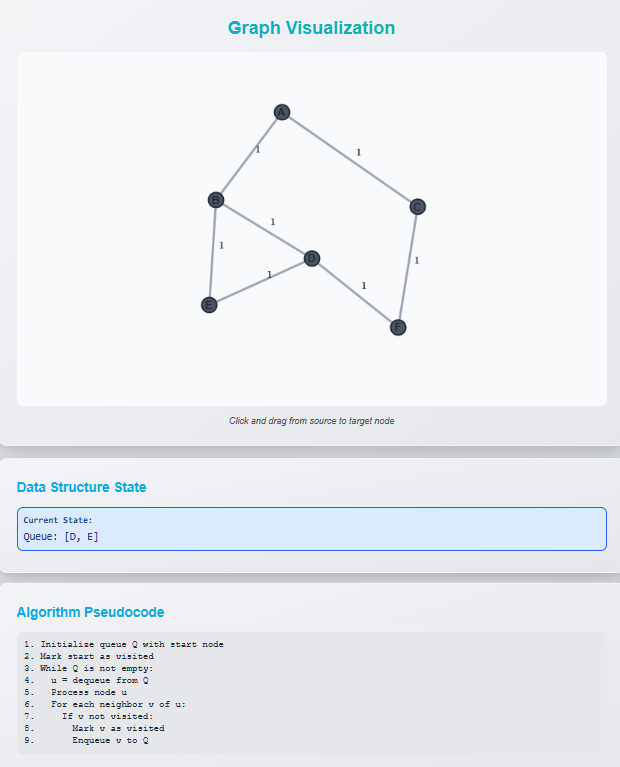 Graph Visualization
A
1
1
B
C
1
1
D
1
1
1
E
F
Click and drag from source to target node
Data Structure State
Current State:
Queue: [D, E]
Algorithm Pseudocode
1. Initialize queue Q with start node
2. Mark start as visited
3. While Q is not empty:
4.   u = dequeue from Q
5.   Process node u
6.   For each neighbor v of u:
7.     If v not visited:
8.       Mark v as visited
9.       Enqueue v to Q